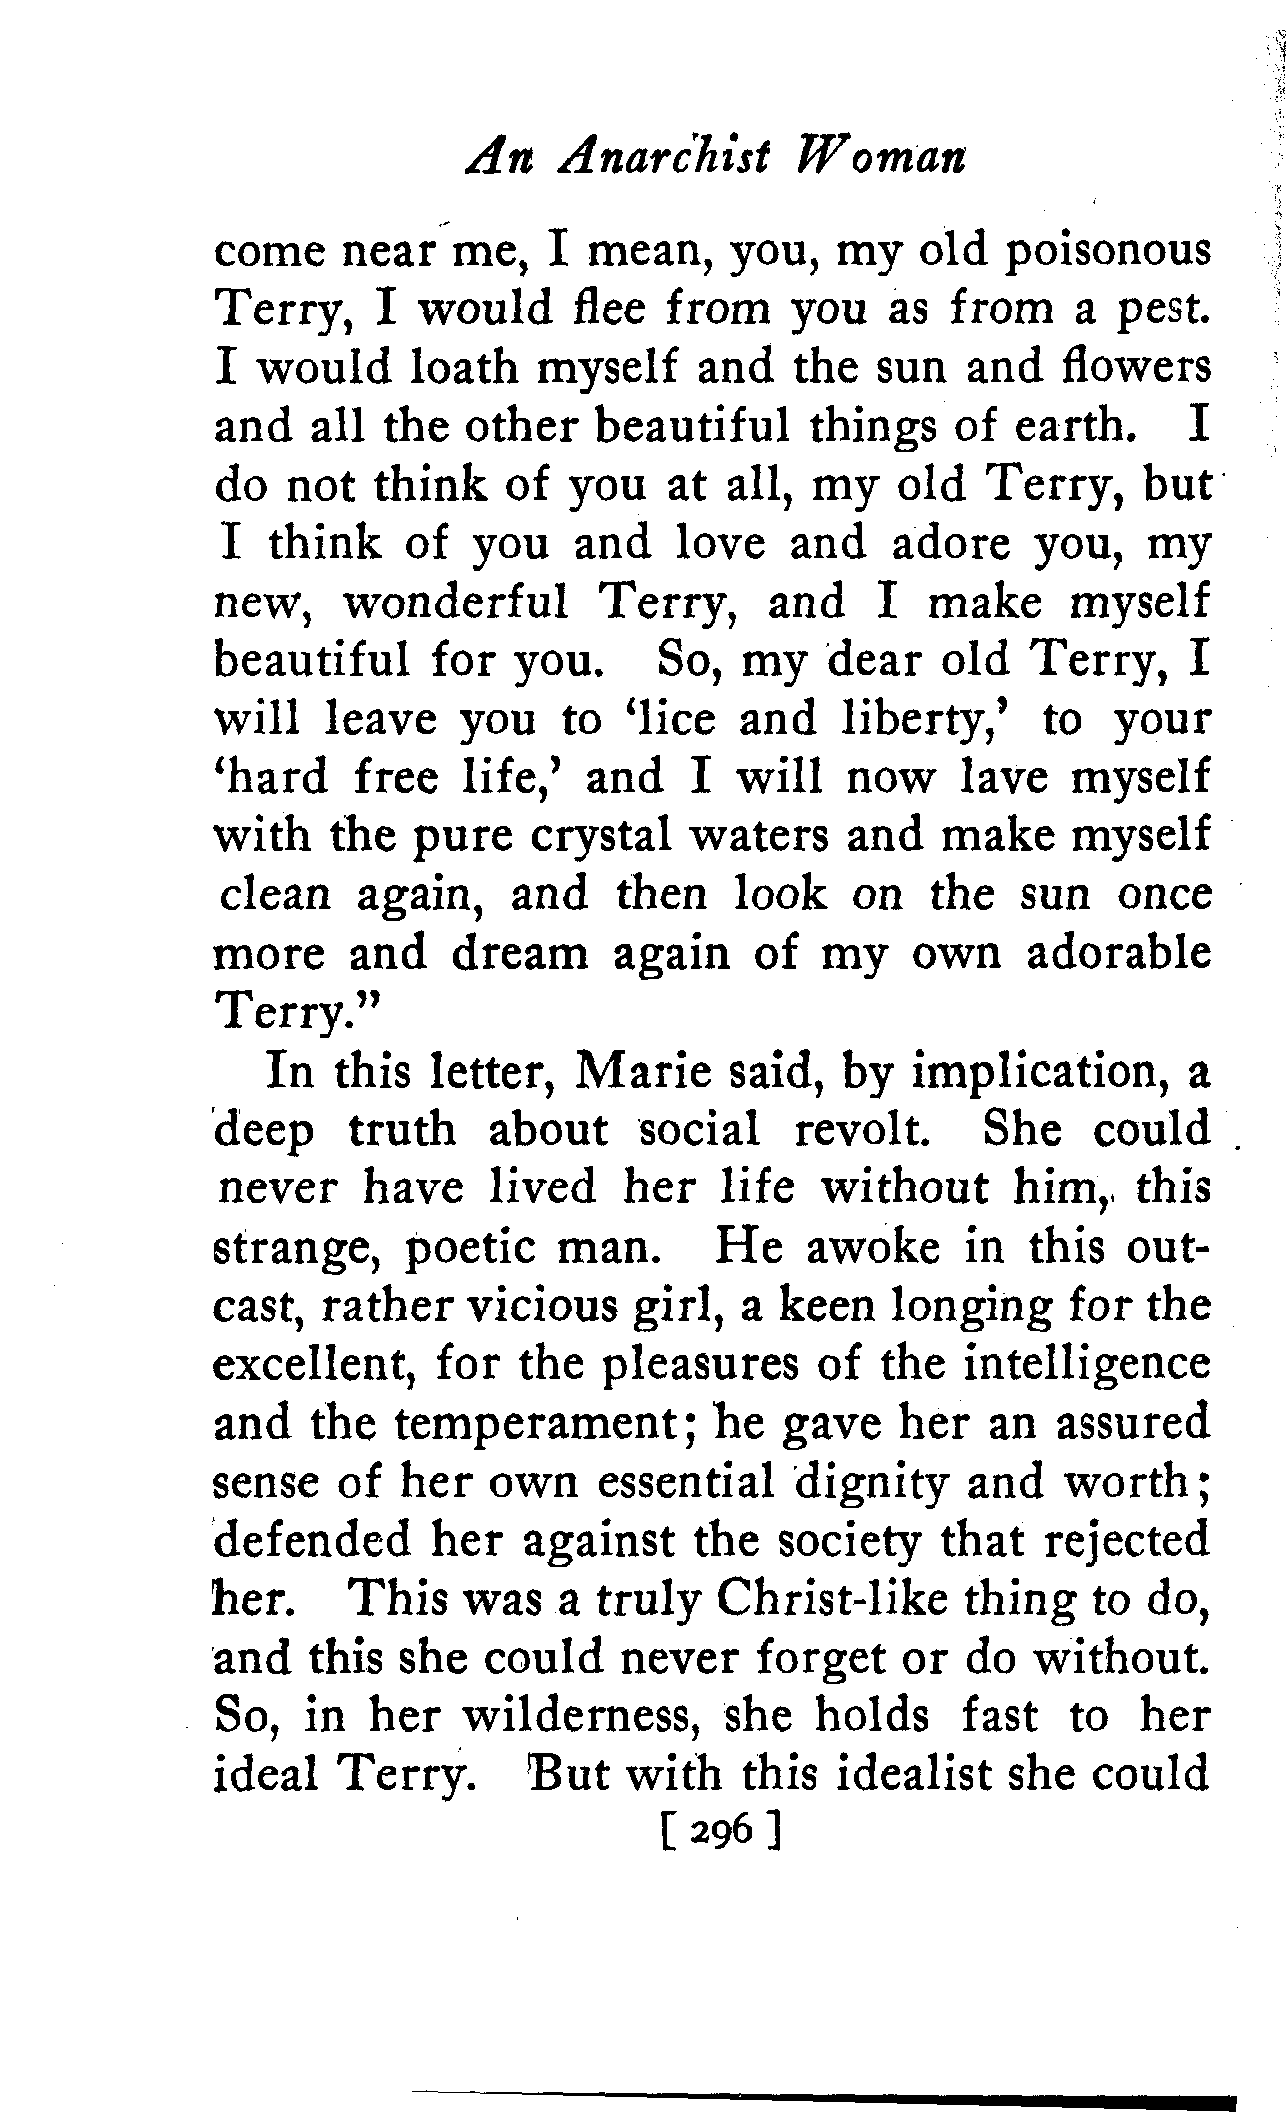 An Anarchist Woman
come near me, I mean, you, my old poisonous
Terry, I would flee from you as from a pest.
I would loath myself and the sun and flowers
and all the other beautiful things of earth. I
do not think of you at all, my old Terry, but
I think of you and love and adore you, my
new, wonderful Terry, and I make myself
beautiful for you. So, my dear old Terry, I
will leave you to ‘lice and liberty,’ to your
‘hard free life,’ and I will now lave myself
with the pure crystal waters and make myself
clean again, and then look on the sun once
more and dream again of my own adorable
Terry.”
In this letter, Marie said, by implication, a
deep truth about social revolt. She could
never have lived her life without him, this
strange, poetic man. He awoke in this out-
cast, rather vicious girl, a keen longing for the
excellent, for the pleasures of the intelligence
and the temperament; he gave her an assured
sense of her own essential dignity and worth;
defended her against the society that rejected
her. This was a truly Christ-like thing to do,
and this she could never forget or do without.
So, in her wilderness, she holds fast to her
ideal Terry. But with this idealist she could
[ 296 ]